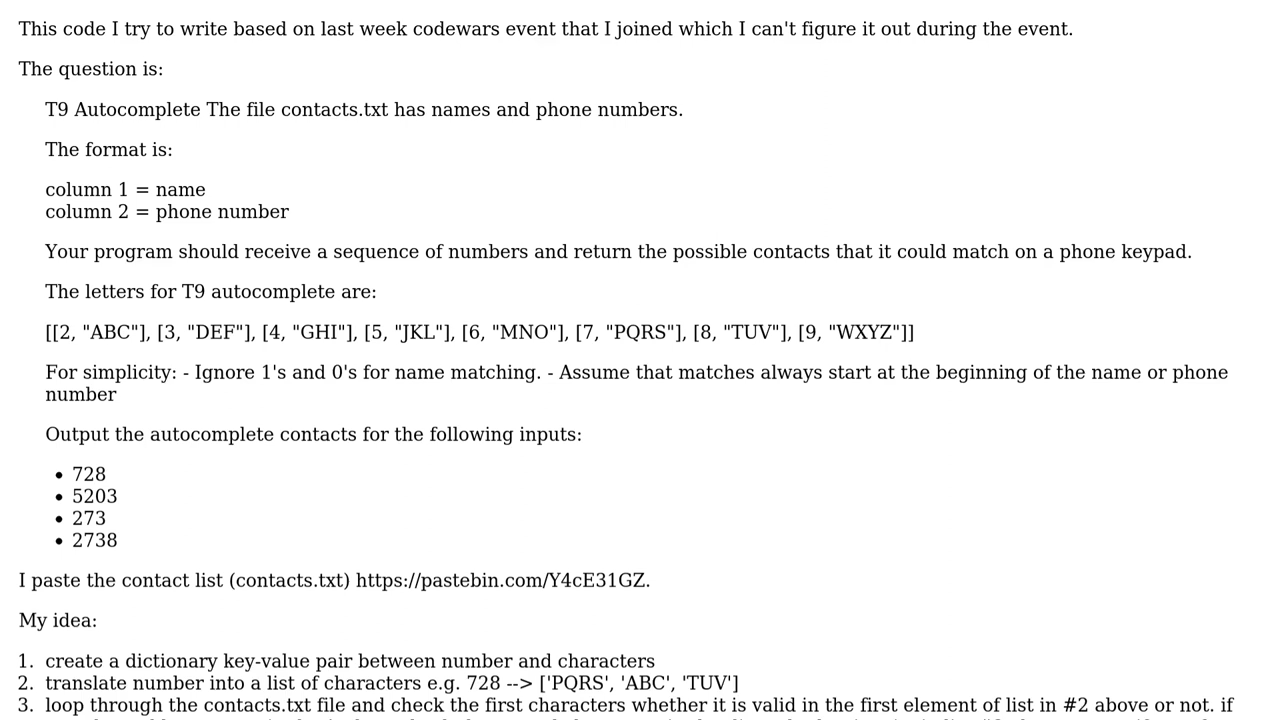 This code I try to write based on last week codewars event that I joined which I can't figure it out during the event.
The question is:
T9 Autocomplete The file contacts.txt has names and phone numbers.
The format is:
column 1 = name
column 2 = phone number
Your program should receive a sequence of numbers and return the possible contacts that it could match on a phone keypad.
The letters for T9 autocomplete are:
[[2, "ABC"], [3, "DEF"], [4, "GHI"], [5, "JKL"], [6, "MNO"], [7, "PQRS"], [8, "TUV"], [9, "WXYZ"]]
For simplicity: - Ignore 1's and 0's for name matching. - Assume that matches always start at the beginning of the name or phone
number
Output the autocomplete contacts for the following inputs:
• 728
• 5203
• 273
• 2738
I paste the contact list (contacts.txt) https://pastebin.com/Y4cE31GZ.
My idea:
1. create a dictionary key-value pair between number and characters
2. translate number into a list of characters e.g. 728 --> ['PQRS', 'ABC', 'TUV']
3. loop through the contacts.txt file and check the first characters whether it is valid in the first element of list in #2 above or not. if